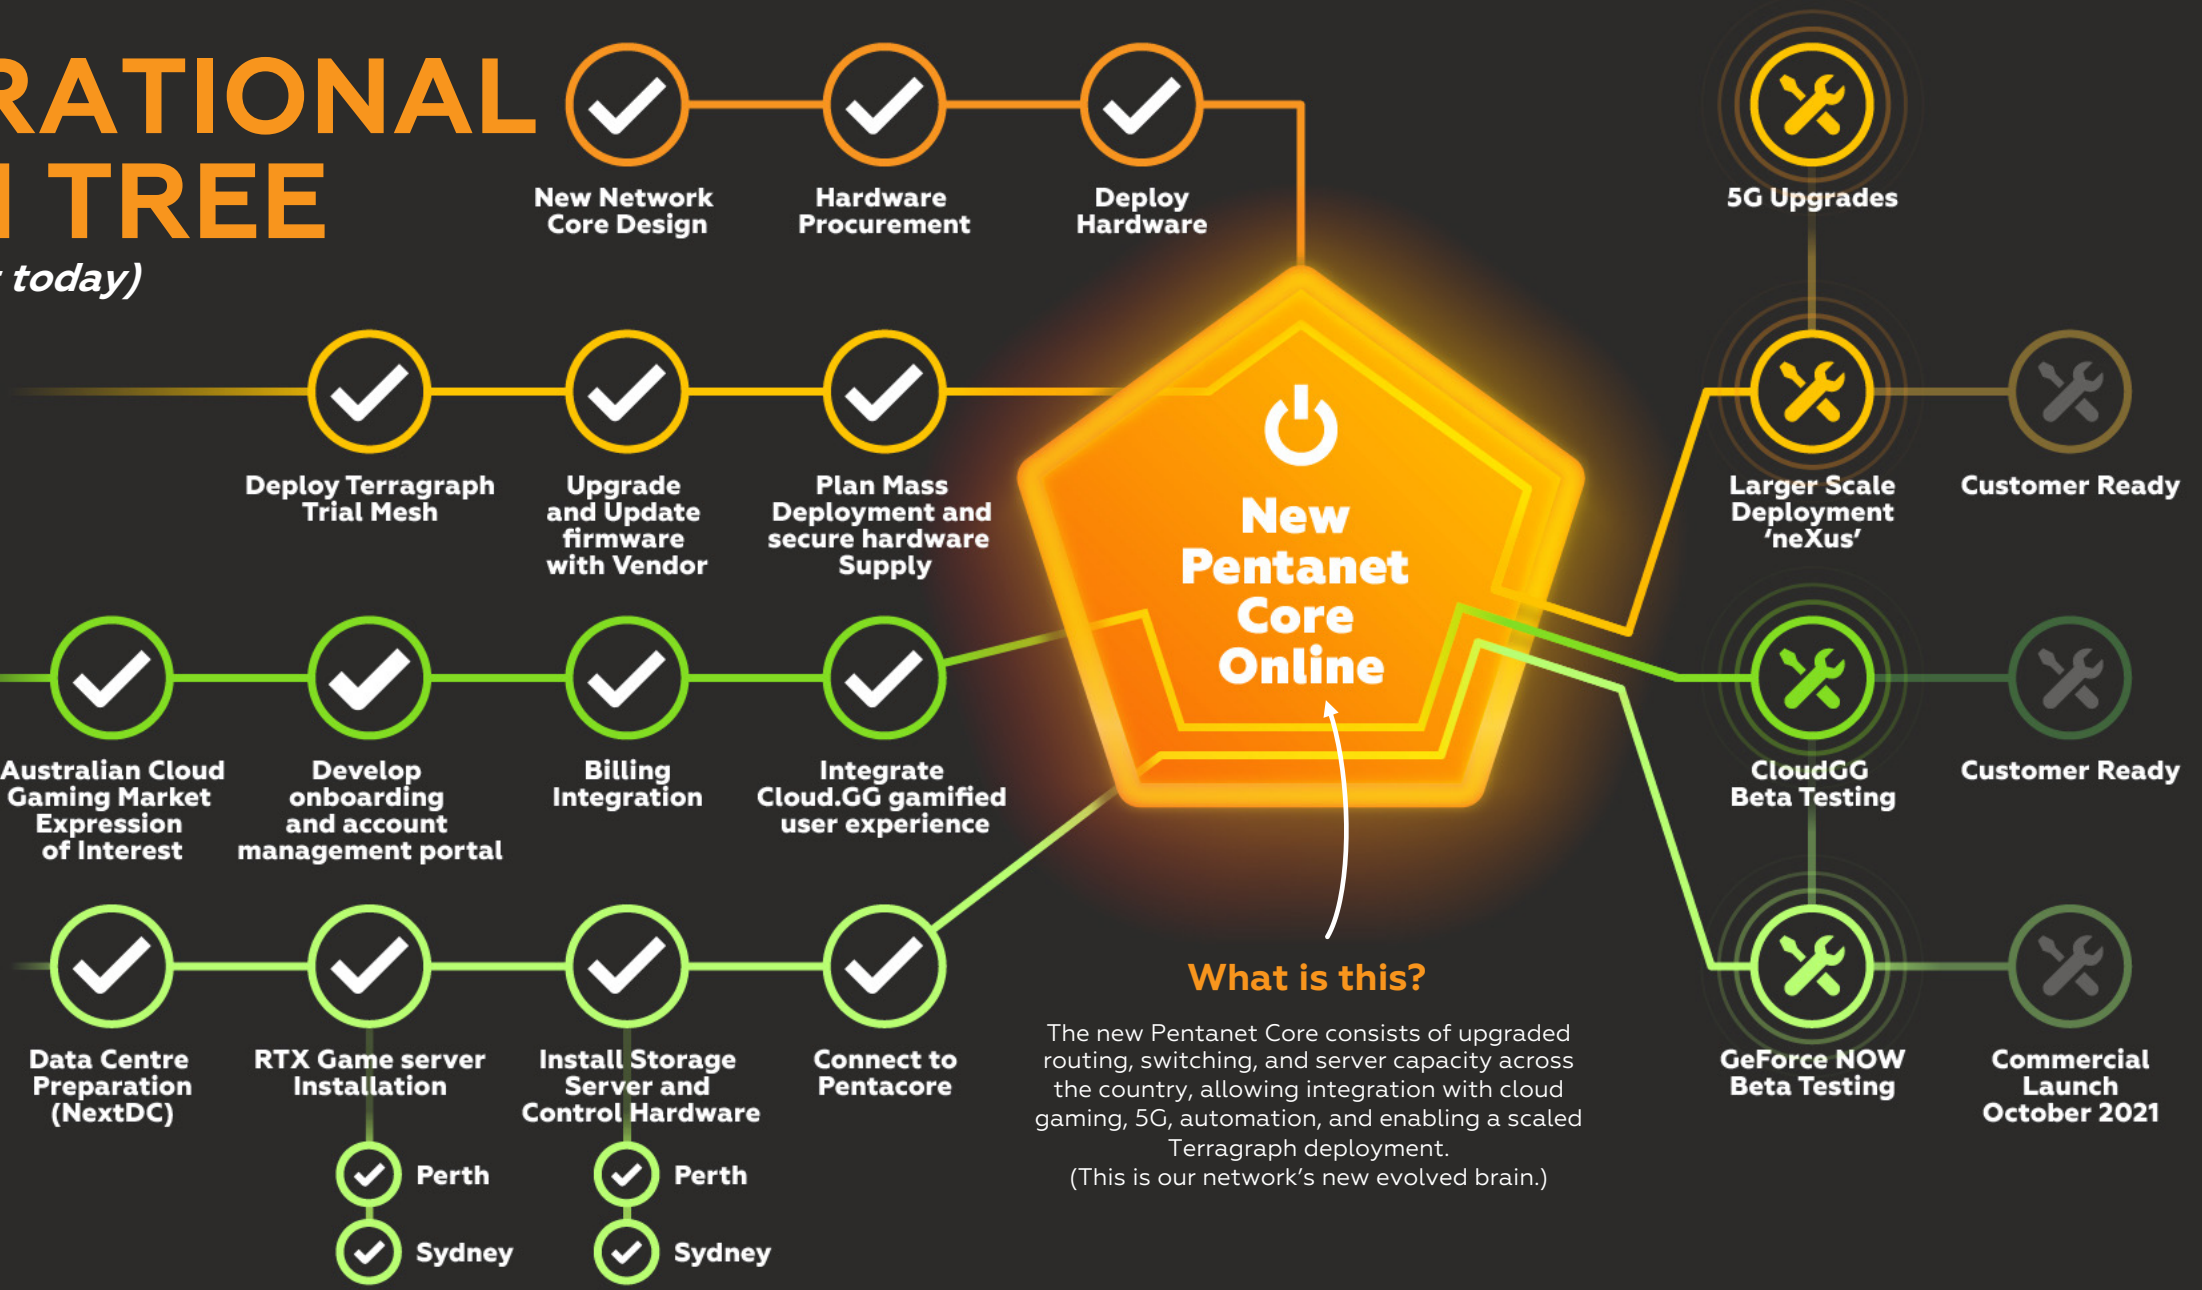 RATIONAL
TREE
today)
New Network
Core Design
Hardware
Procurement
Deploy
Hardware
5G Upgrades
Deploy Terragraph
Trial Mesh
Upgrade
and Update
firmware
with Vendor
Plan Mass
Deployment and
secure hardware
Supply
New
Pentanet
Core
Online
Larger Scale
Deployment
‘neXus’
Customer Ready
Australian Cloud
Gaming Market
Expression
of Interest
Develop
onboarding
and account
management portal
Billing
Integration
Integrate
Cloud.GG gamified
user experience
CloudGG
Beta Testing
Customer Ready
Data Centre
Preparation
(NextDC)
RTX Game server
Installation
Perth
Sydney
Install Storage
Server and
Control Hardware
Perth
Sydney
Connect to
Pentacore
What is this?
The new Pentanet Core consists of upgraded
routing, switching, and server capacity across
the country, allowing integration with cloud
gaming, 5G, automation, and enabling a scaled
Terragraph deployment.
(This is our network’s new evolved brain.)
GeForce NOW
Beta Testing
Commercial
Launch
October 2021